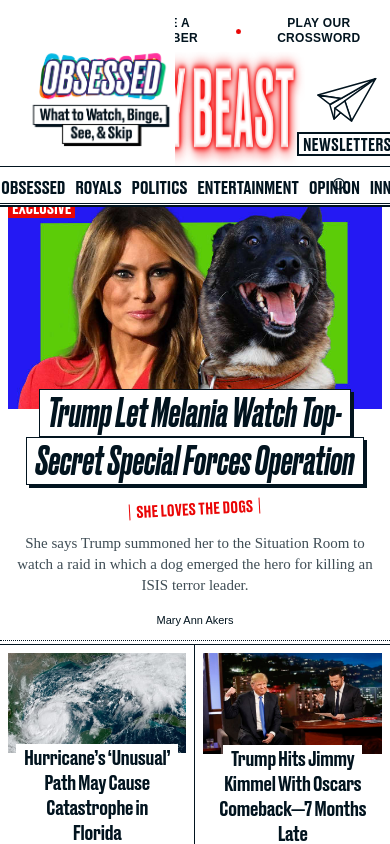 E A
BER
PLAY OUR
CROSSWORD
OBSESSED
What to Watch, Binge,
See, & Skip
Y BEAST
NEWSLETTERS
OBSESSED ROYALS POLITICS ENTERTAINMENT OPINION INN
EXCLUSIVE
Trump Let Melania Watch Top-
Secret Special Forces Operation
SHE LOVES THE DOGS
She says Trump summoned her to the Situation Room to
watch a raid in which a dog emerged the hero for killing an
ISIS terror leader.
Mary Ann Akers
Hurricane’s ‘Unusual’
Path May Cause
Catastrophe in
Florida
Trump Hits Jimmy
Kimmel With Oscars
Comeback—7 Months
Late